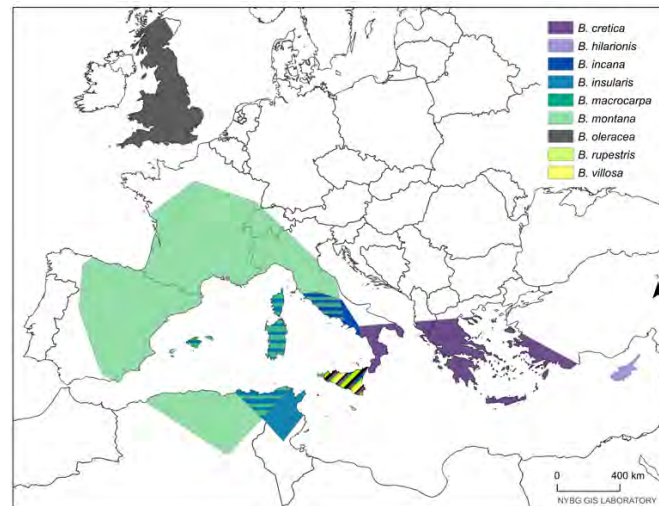 B. cretica
B. hilarionis
B. incana
B. insularis
B. macrocarpa
B. montana
B. oleracea
B. rupestris
B. villosa
0 400 km
NYBG GIS LABORATORY